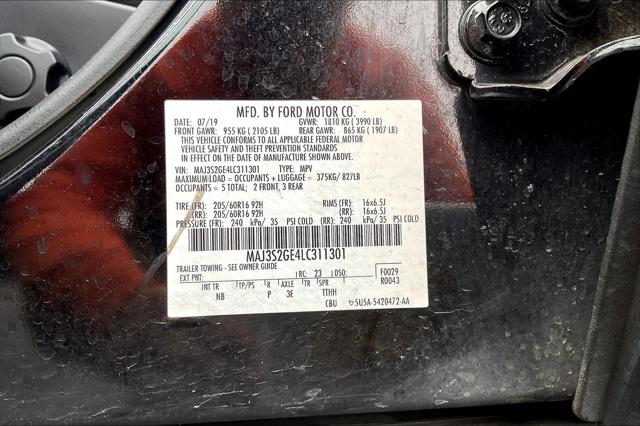 MFD. BY FORD MOTOR CO.
DATE: 07/19 GVWR: 1810 KG ( 3990 LB)
FRONT GAWR: 955 KG ( 2105 LB) REAR GAWR: 865 KG ( 1907 LB)
THIS VEHICLE CONFORMS TO ALL APPLICABLE FEDERAL MOTOR
VEHICLE SAFETY AND THEFT PREVENTION STANDARDS
IN EFFECT ON THE DATE OF MANUFACTURE SHOWN ABOVE.
VIN: MAJ3S2GE4LC311301 TYPE: MPV
MAXIMUM LOAD = OCCUPANTS + LUGGAGE = 375KG/ 827LB
OCCUPANTS = 5 TOTAL; 2 FRONT, 3 REAR
TIRE (FR): 205/60R16 92H RIMS (FR): 16x6.5J
(RR): 205/60R16 92H (RR): 16x6.5J
PRESSURE (FR): 240 kPa/ 35 PSI COLD (RR): 240 kPa/ 35 PSI COLD
MAJ3S2GE4LC311301
TRAILER TOWING - SEE OWNER GUIDE
EXT PNT: RC: 23 DSO: F0029
R0043
INT TR TP/PS R AXLE TR SPR
NB P 3E TTHH
CBU 5U5A-5420472-AA